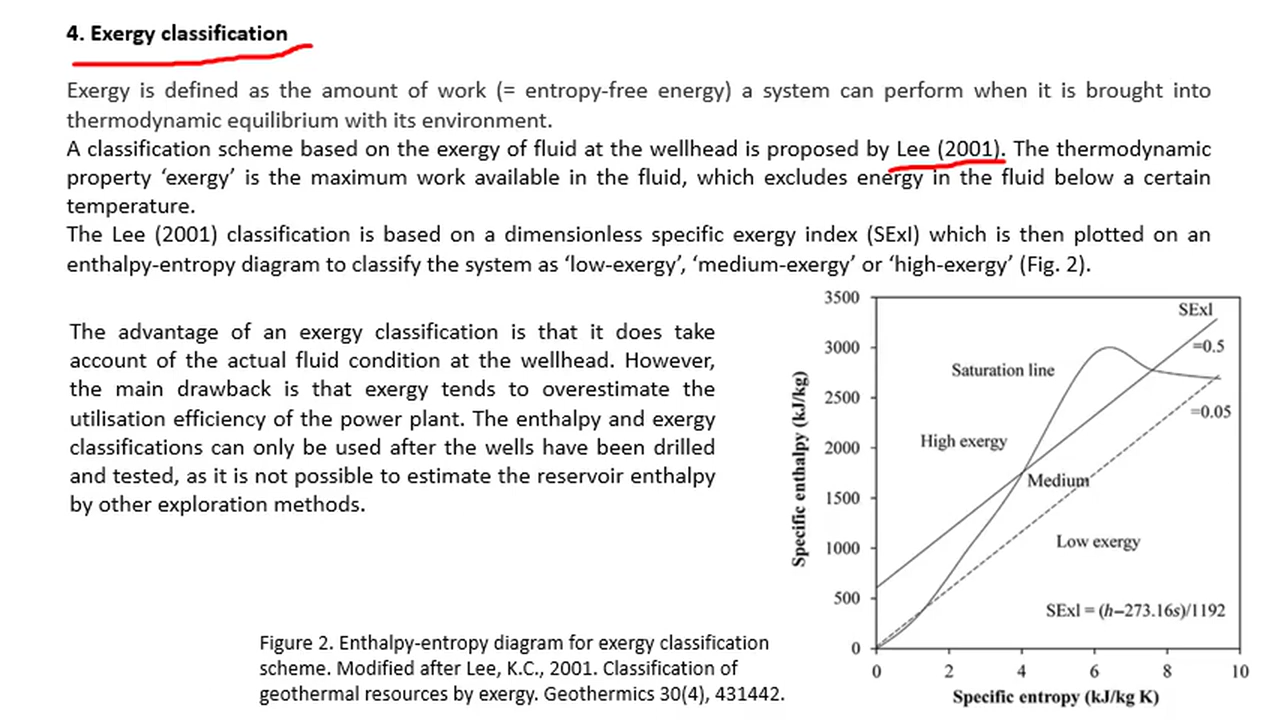 4. Exergy classification
Exergy is defined as the amount of work (= entropy-free energy) a system can perform when it is brought into
thermodynamic equilibrium with its environment.
A classification scheme based on the exergy of fluid at the wellhead is proposed by Lee (2001). The thermodynamic
property ‘exergy’ is the maximum work available in the fluid, which excludes energy in the fluid below a certain
temperature.
The Lee (2001) classification is based on a dimensionless specific exergy index (SExI) which is then plotted on an
enthalpy-entropy diagram to classify the system as ‘low-exergy’, ‘medium-exergy’ or ‘high-exergy’ (Fig. 2).
The advantage of an exergy classification is that it does take
account of the actual fluid condition at the wellhead. However,
the main drawback is that exergy tends to overestimate the
utilisation efficiency of the power plant. The enthalpy and exergy
classifications can only be used after the wells have been drilled
and tested, as it is not possible to estimate the reservoir enthalpy
by other exploration methods.
Figure 2. Enthalpy-entropy diagram for exergy classification
scheme. Modified after Lee, K.C., 2001. Classification of
geothermal resources by exergy. Geothermics 30(4), 431442.
Specific enthalpy (kJ/kg)
3500
3000
2500
2000
1500
1000
500
0
SExI
=0.5
Saturation line
=0.05
High exergy
Medium
Low exergy
SExI = (h–273.16s)/1192
0 2 4 6 8 10
Specific entropy (kJ/kg K)